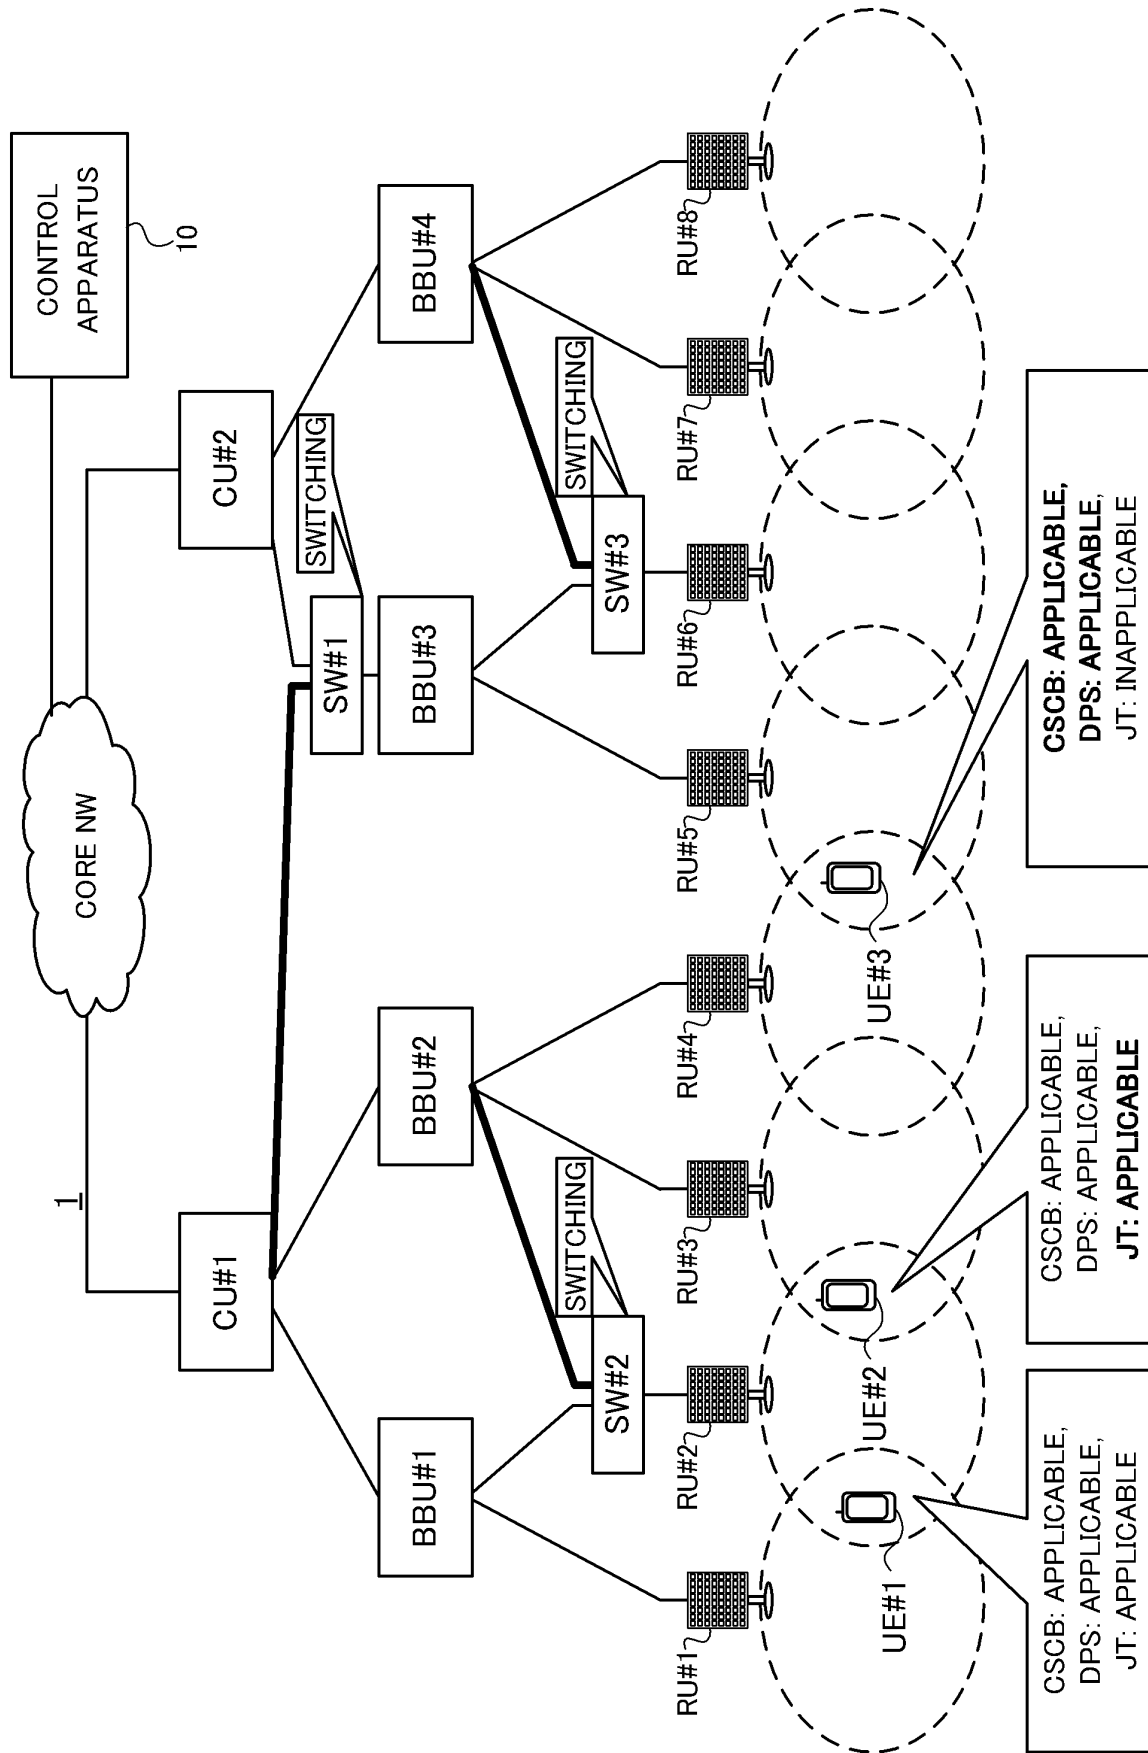 1
CORE NW
CONTROL
APPARATUS
10
CU#1
CU#2
SWITCHING
SW#1
BBU#1
BBU#2
BBU#3
BBU#4
SWITCHING
SWITCHING
SW#2
SW#3
RU#1
RU#2
RU#3
RU#4
RU#5
RU#6
RU#7
RU#8
UE#1
UE#2
UE#3
CSCB: APPLICABLE,
DPS: APPLICABLE,
JT: APPLICABLE
CSCB: APPLICABLE,
DPS: APPLICABLE,
JT: APPLICABLE
CSCB: APPLICABLE,
DPS: APPLICABLE,
JT: INAPPLICABLE